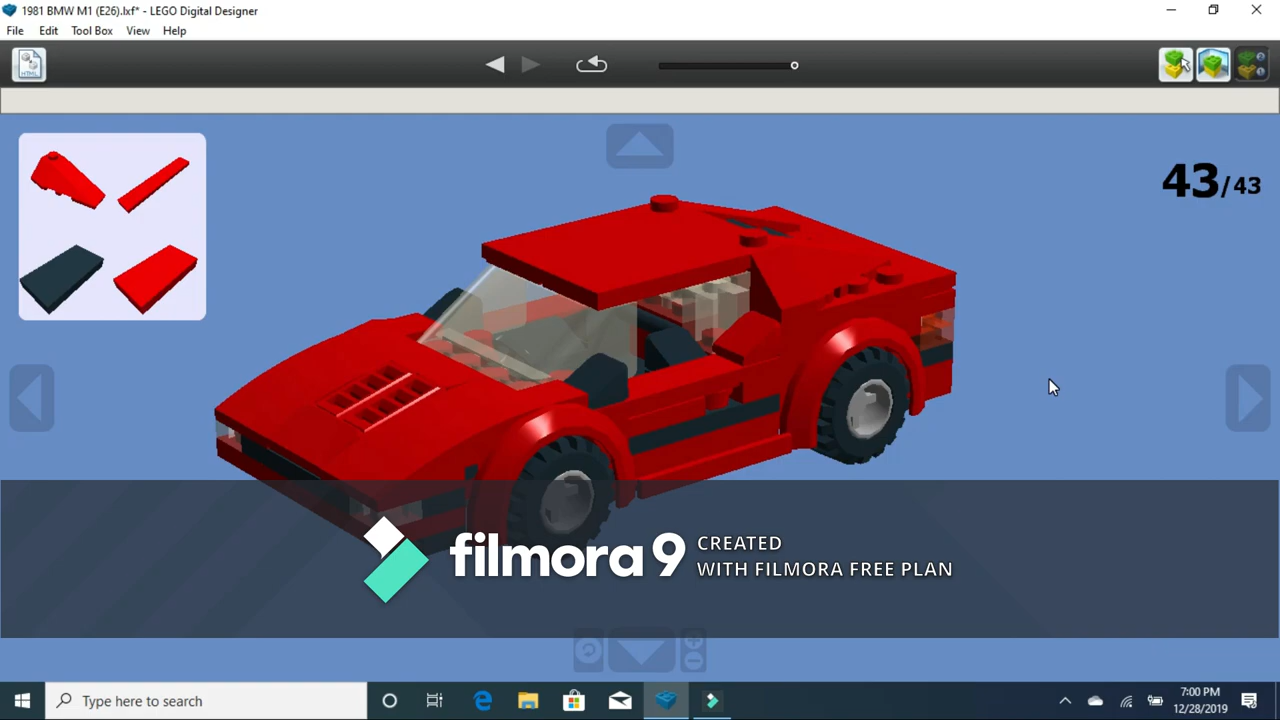 1981 BMW M1 (E26).lxf* - LEGO Digital Designer
File Edit Tool Box View Help
HTML
43/43
filmora 9 CREATED
WITH FILMORA FREE PLAN
Type here to search
7:00 PM
12/28/2019